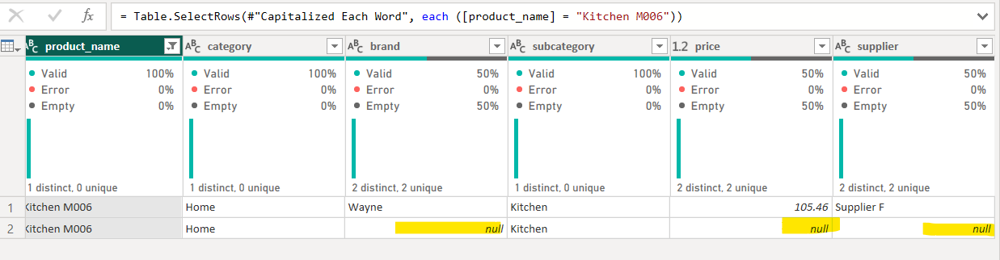 fx = Table.SelectRows(#"Capitalized Each Word", each ([product_name] = "Kitchen M006"))
ABC product_name ABC category ABC brand ABC subcategory 1.2 price ABC supplier
Valid 100% Valid 100% Valid 50% Valid 100% Valid 50% Valid 50%
Error 0% Error 0% Error 0% Error 0% Error 0% Error 0%
Empty 0% Empty 0% Empty 50% Empty 0% Empty 50% Empty 50%
1 distinct, 0 unique 1 distinct, 0 unique 2 distinct, 2 unique 1 distinct, 0 unique 2 distinct, 2 unique 2 distinct, 2 unique
1 Kitchen M006 Home Wayne Kitchen 105.46 Supplier F
2 Kitchen M006 Home null Kitchen null null